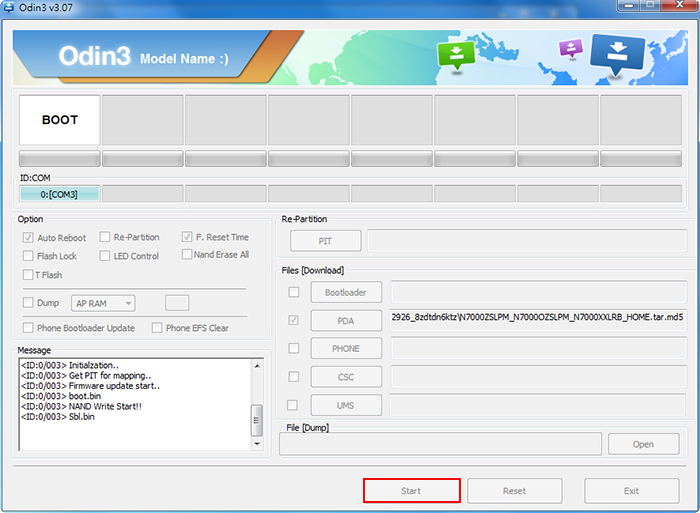 Odin3 v3.07
Odin3 Model Name :)
BOOT
ID:COM
0:[COM3]
Option
Auto Reboot Re-Partition F. Reset Time
Flash Lock LED Control Nand Erase All
T Flash
Dump AP RAM
Phone Bootloader Update Phone EFS Clear
Message
<ID:0/003> Initialzation..
<ID:0/003> Get PIT for mapping..
<ID:0/003> Firmware update start..
<ID:0/003> boot.bin
<ID:0/003> NAND Write Start!!
<ID:0/003> Sbl.bin
Re-Partition
PIT
Files [Download]
Bootloader
PDA 2926_8zdtdn6ktz\N7000ZSLPM_N7000OZSLPM_N7000XXLRB_HOME.tar.md5
PHONE
CSC
UMS
File [Dump]
Open
Start Reset Exit